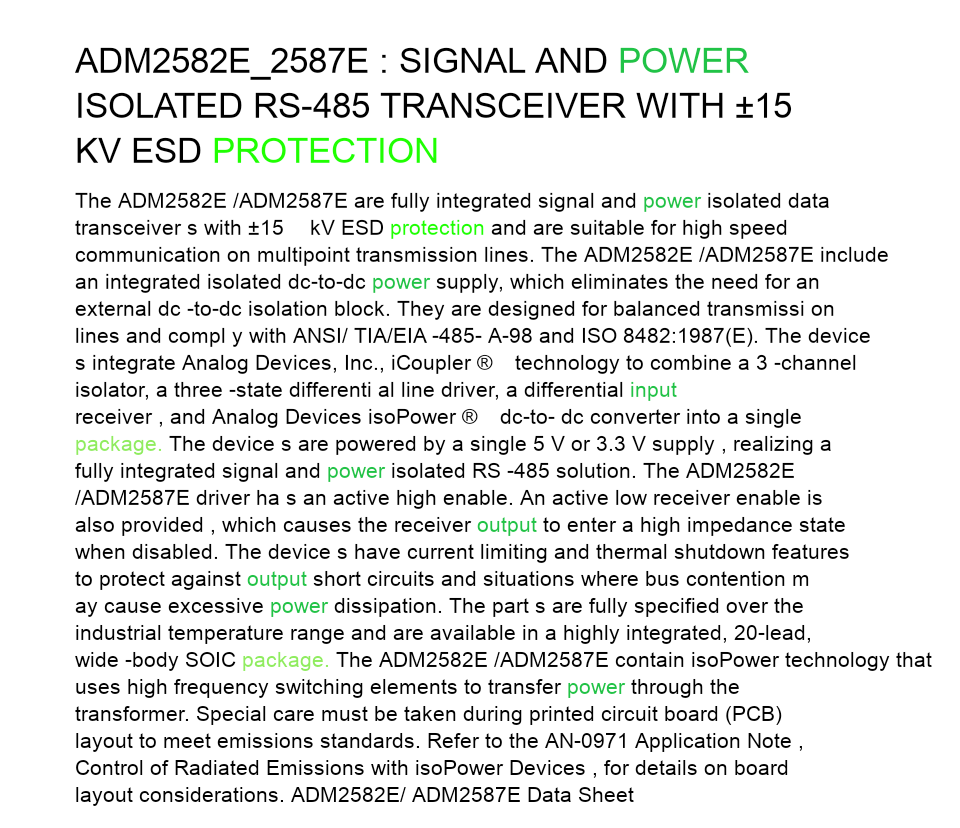 ADM2582E_2587E : SIGNAL AND POWER
ISOLATED RS-485 TRANSCEIVER WITH ±15
KV ESD PROTECTION
The ADM2582E /ADM2587E are fully integrated signal and power isolated data
transceiver s with ±15 kV ESD protection and are suitable for high speed
communication on multipoint transmission lines. The ADM2582E /ADM2587E include
an integrated isolated dc-to-dc power supply, which eliminates the need for an
external dc -to-dc isolation block. They are designed for balanced transmissi on
lines and compl y with ANSI/ TIA/EIA -485- A-98 and ISO 8482:1987(E). The device
s integrate Analog Devices, Inc., iCoupler ® technology to combine a 3 -channel
isolator, a three -state differenti al line driver, a differential input
receiver , and Analog Devices isoPower ® dc-to- dc converter into a single
package. The device s are powered by a single 5 V or 3.3 V supply , realizing a
fully integrated signal and power isolated RS -485 solution. The ADM2582E
/ADM2587E driver ha s an active high enable. An active low receiver enable is
also provided , which causes the receiver output to enter a high impedance state
when disabled. The device s have current limiting and thermal shutdown features
to protect against output short circuits and situations where bus contention m
ay cause excessive power dissipation. The part s are fully specified over the
industrial temperature range and are available in a highly integrated, 20-lead,
wide -body SOIC package. The ADM2582E /ADM2587E contain isoPower technology that
uses high frequency switching elements to transfer power through the
transformer. Special care must be taken during printed circuit board (PCB)
layout to meet emissions standards. Refer to the AN-0971 Application Note ,
Control of Radiated Emissions with isoPower Devices , for details on board
layout considerations. ADM2582E/ ADM2587E Data Sheet